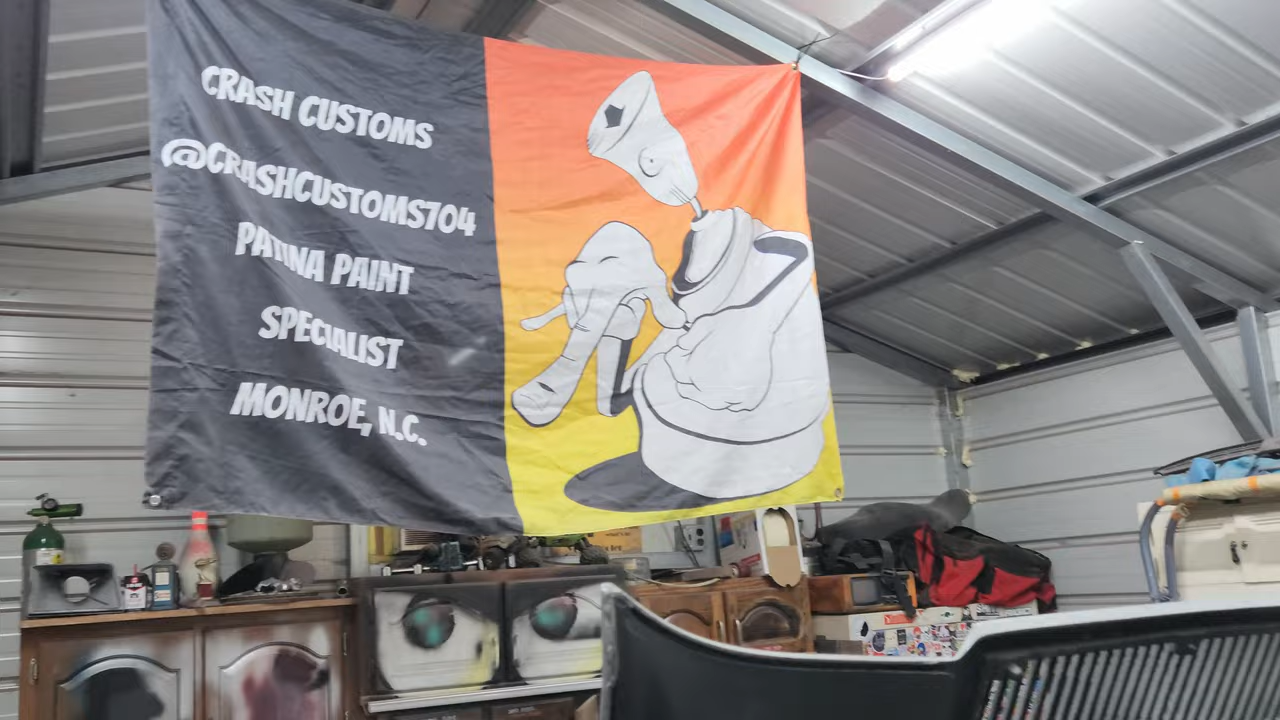 CRASH CUSTOMS
@CRASHCUSTOMS704
PATINA PAINT
SPECIALIST
MONROE, N.C.